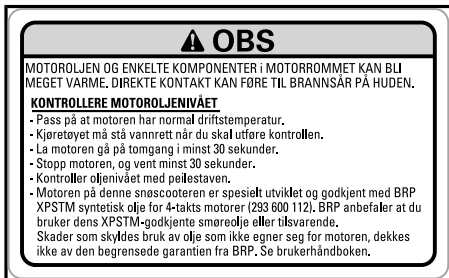 ⚠ OBS
MOTOROLJEN OG ENKELTE KOMPONENTER i MOTORROMMET KAN BLI
MEGET VARME. DIREKTE KONTAKT KAN FØRE TIL BRANNSÅR PÅ HUDEN.
KONTROLLERE MOTOROLJENIVÅET
- Pass på at motoren har normal driftstemperatur.
- Kjøretøyet må stå vannrett når du skal utføre kontrollen.
- La motoren gå på tomgang i minst 30 sekunder.
- Stopp motoren, og vent minst 30 sekunder.
- Kontroller oljenivået med peilestaven.
- Motoren på denne snøscooteren er spesielt utviklet og godkjent med BRP
XPSTM syntetisk olje for 4-takts motorer (293 600 112). BRP anbefaler at du
bruker dens XPSTM-godkjente smøreolje eller tilsvarende.
Skader som skyldes bruk av olje som ikke egner seg for motoren, dekkes
ikke av den begrensede garantien fra BRP. Se brukerhåndboken.